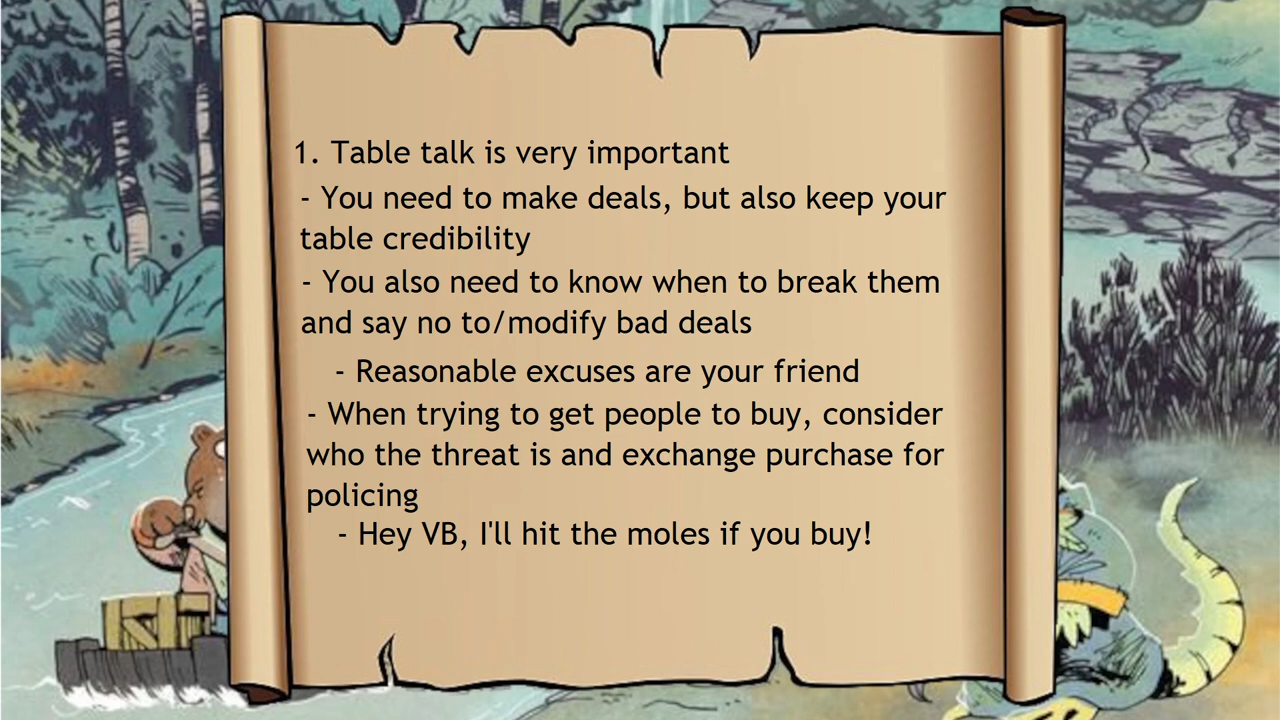 1. Table talk is very important
- You need to make deals, but also keep your
table credibility
- You also need to know when to break them
and say no to/modify bad deals
- Reasonable excuses are your friend
- When trying to get people to buy, consider
who the threat is and exchange purchase for
policing
- Hey VB, I'll hit the moles if you buy!